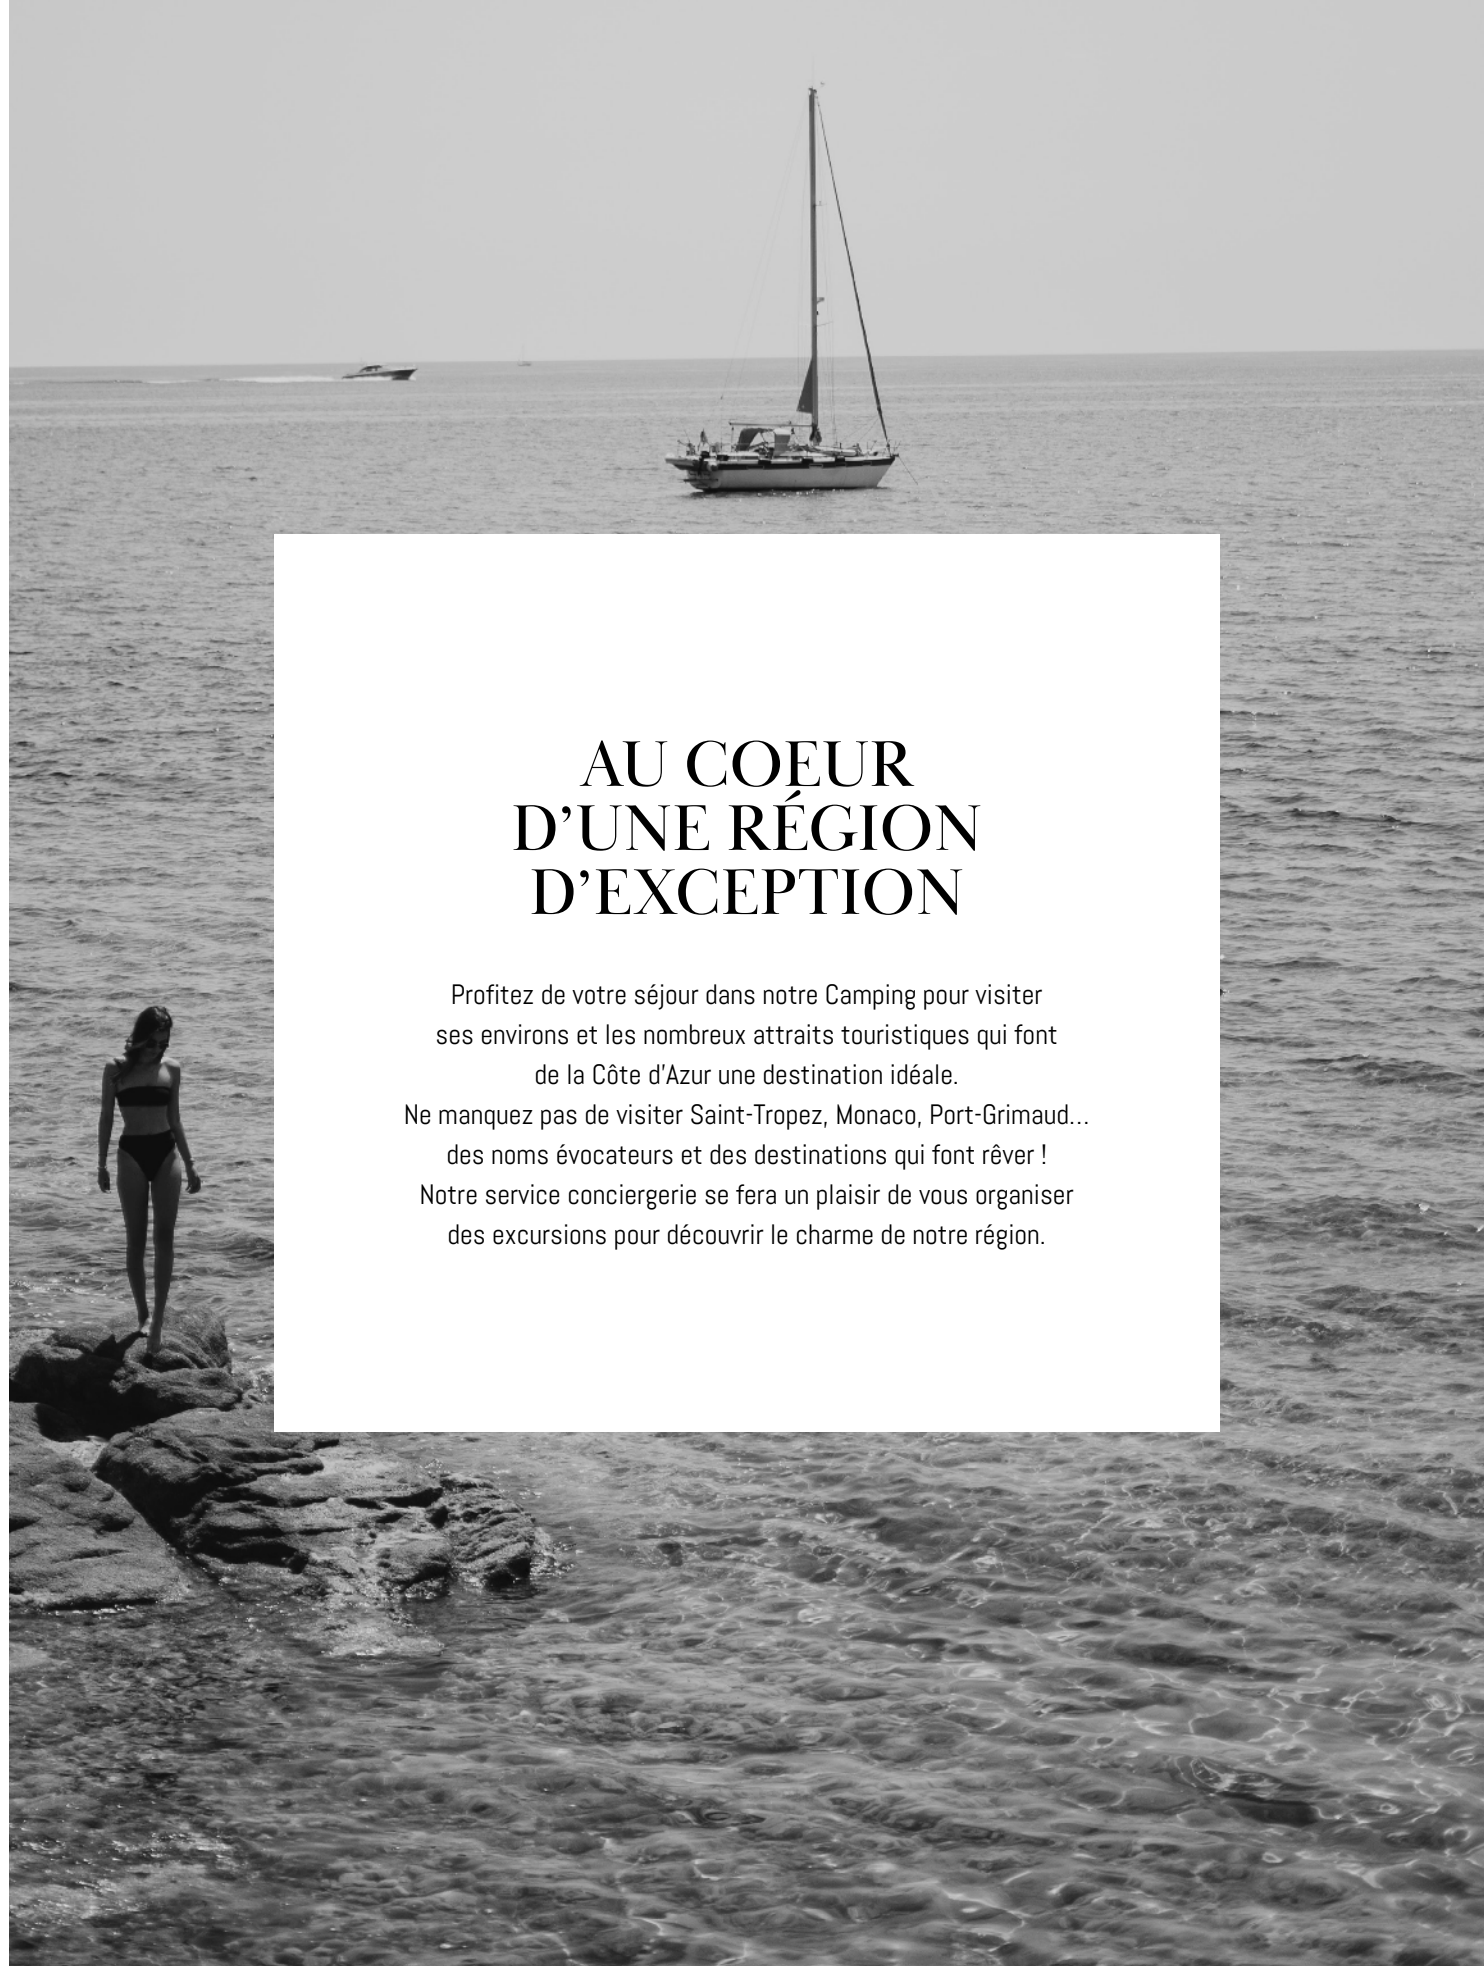 AU COEUR
D’UNE RÉGION
D’EXCEPTION
Profitez de votre séjour dans notre Camping pour visiter
ses environs et les nombreux attraits touristiques qui font
de la Côte d’Azur une destination idéale.
Ne manquez pas de visiter Saint-Tropez, Monaco, Port-Grimaud…
des noms évocateurs et des destinations qui font rêver !
Notre service conciergerie se fera un plaisir de vous organiser
des excursions pour découvrir le charme de notre région.